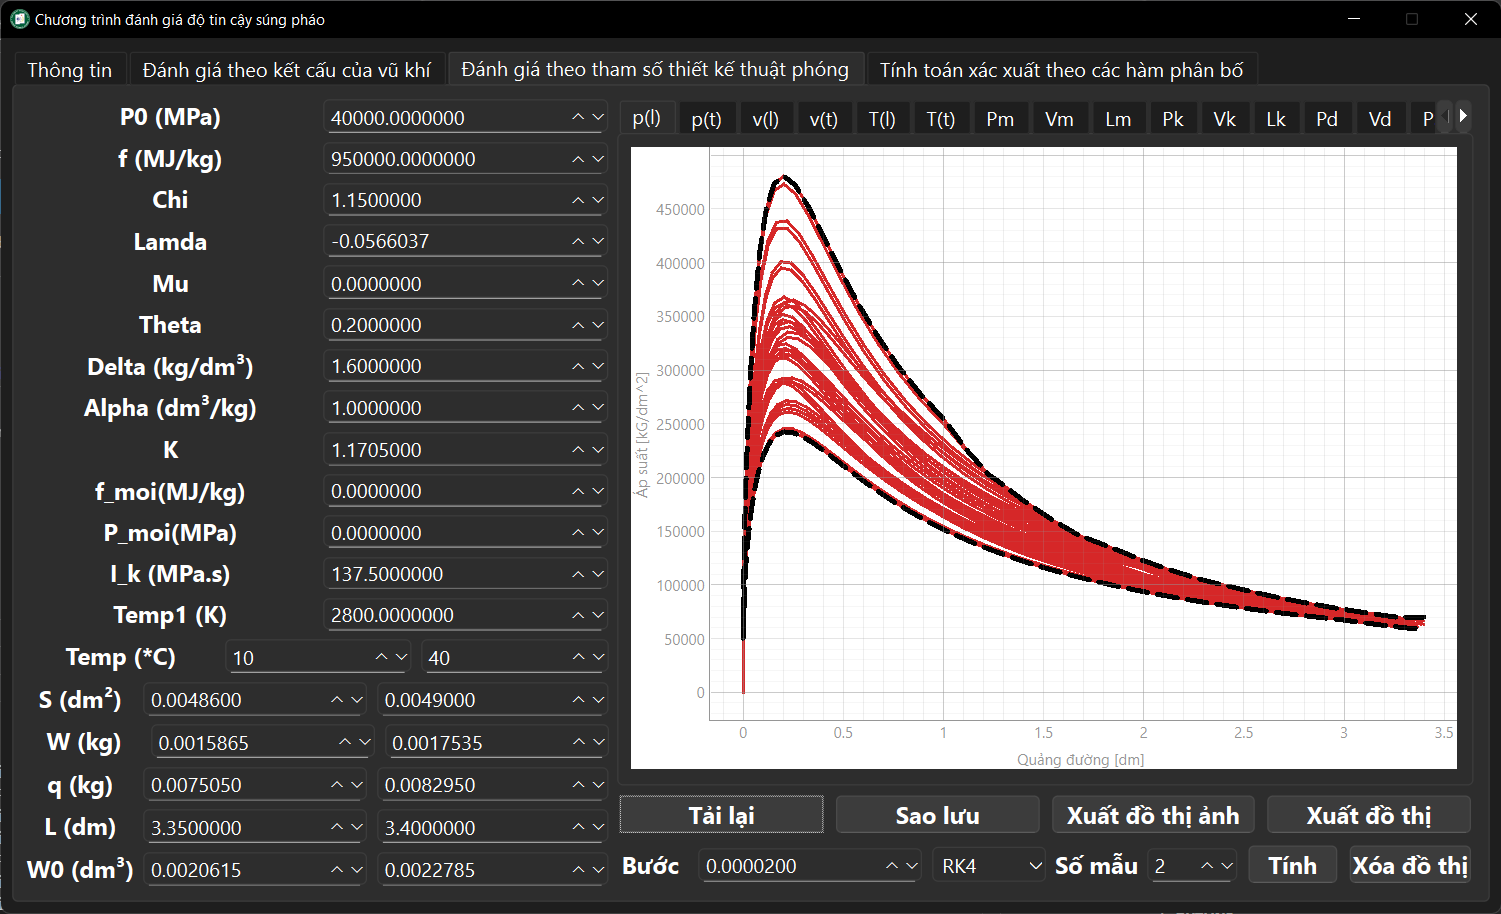 Chương trình đánh giá độ tin cậy súng pháo
Thông tin
Đánh giá theo kết cấu của vũ khí
Đánh giá theo tham số thiết kế thuật phóng
Tính toán xác xuất theo các hàm phân bố
P0 (MPa) 40000.0000000
f (MJ/kg) 950000.0000000
Chi 1.1500000
Lamda -0.0566037
Mu 0.0000000
Theta 0.2000000
Delta (kg/dm³) 1.6000000
Alpha (dm³/kg) 1.0000000
K 1.1705000
f_moi(MJ/kg) 0.0000000
P_moi(MPa) 0.0000000
I_k (MPa.s) 137.5000000
Temp1 (K) 2800.0000000
Temp (*C) 10 40
S (dm²) 0.0048600 0.0049000
W (kg) 0.0015865 0.0017535
q (kg) 0.0075050 0.0082950
L (dm) 3.3500000 3.4000000
W0 (dm³) 0.0020615 0.0022785
p(l) p(t) v(l) v(t) T(l) T(t) Pm Vm Lm Pk Vk Lk Pd Vd P
Áp suất [kG/dm^2]
450000
400000
350000
300000
250000
200000
150000
100000
50000
0
0 0.5 1 1.5 2 2.5 3 3.5
Quảng đường [dm]
Tải lại
Sao lưu
Xuất đồ thị ảnh
Xuất đồ thị
Bước 0.0000200 RK4 Số mẫu 2 Tính Xóa đồ thị